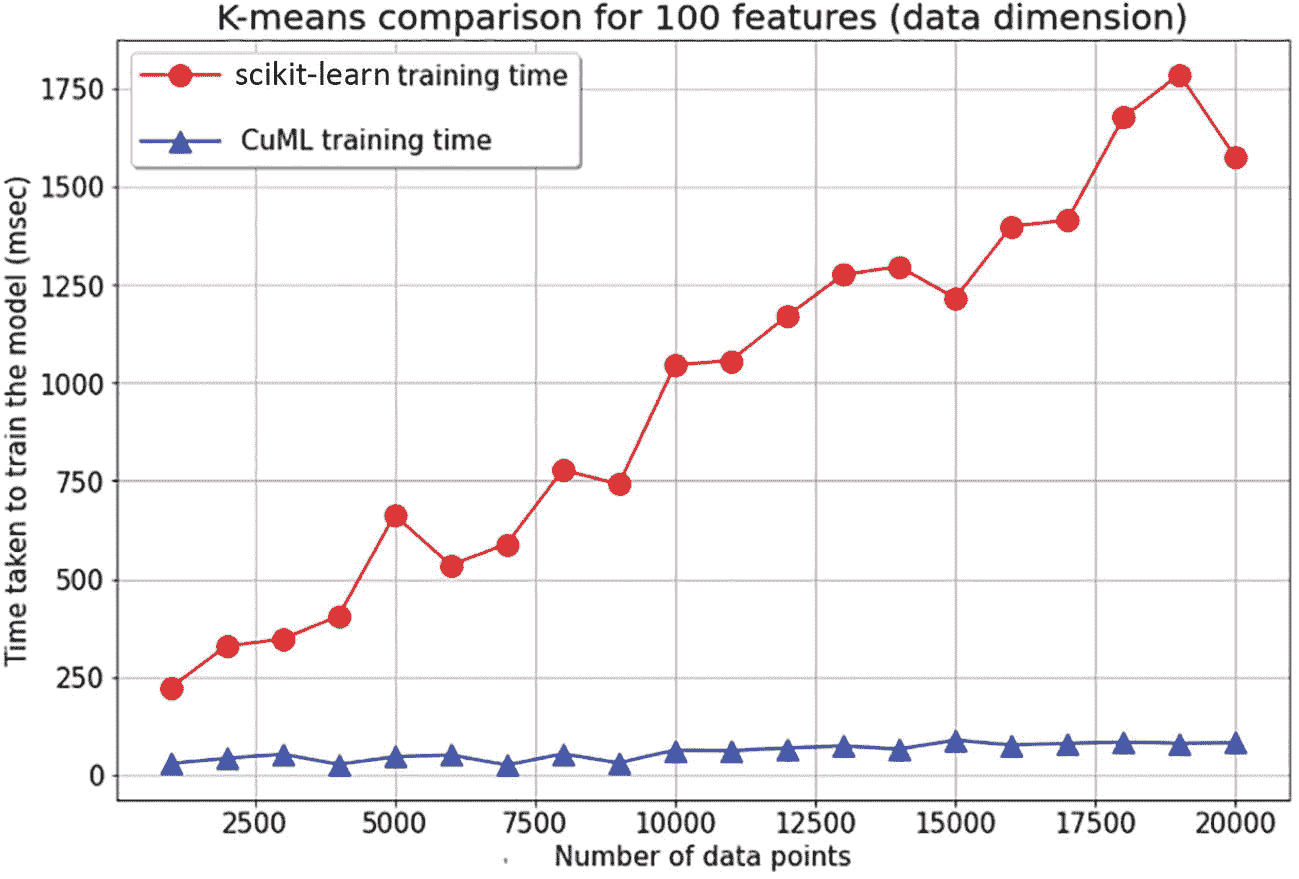 K-means comparison for 100 features (data dimension)
scikit-learn training time
CuML training time
Time taken to train the model (msec)
1750
1500
1250
1000
750
500
250
0
2500 5000 7500 10000 12500 15000 17500 20000
Number of data points